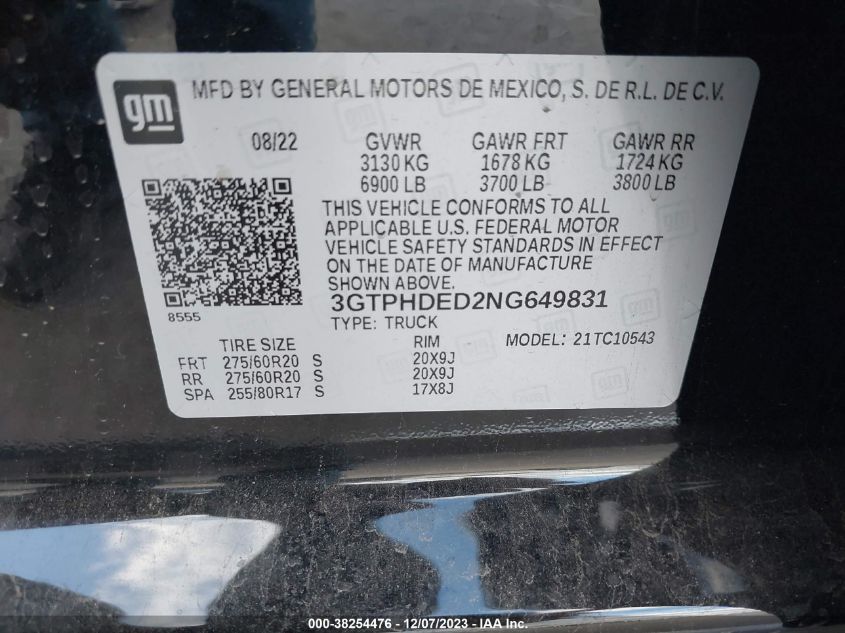 gm
MFD BY GENERAL MOTORS DE MEXICO, S. DE R.L. DE C.V.
08/22 GVWR GAWR FRT GAWR RR
3130 KG 1678 KG 1724 KG
6900 LB 3700 LB 3800 LB
THIS VEHICLE CONFORMS TO ALL
APPLICABLE U.S. FEDERAL MOTOR
VEHICLE SAFETY STANDARDS IN EFFECT
ON THE DATE OF MANUFACTURE
SHOWN ABOVE.
8555
3GTPHDED2NG649831
TYPE: TRUCK
TIRE SIZE RIM MODEL: 21TC10543
FRT 275/60R20 S 20X9J
RR 275/60R20 S 20X9J
SPA 255/80R17 S 17X8J
000-38254476 - 12/07/2023 - IAA Inc.